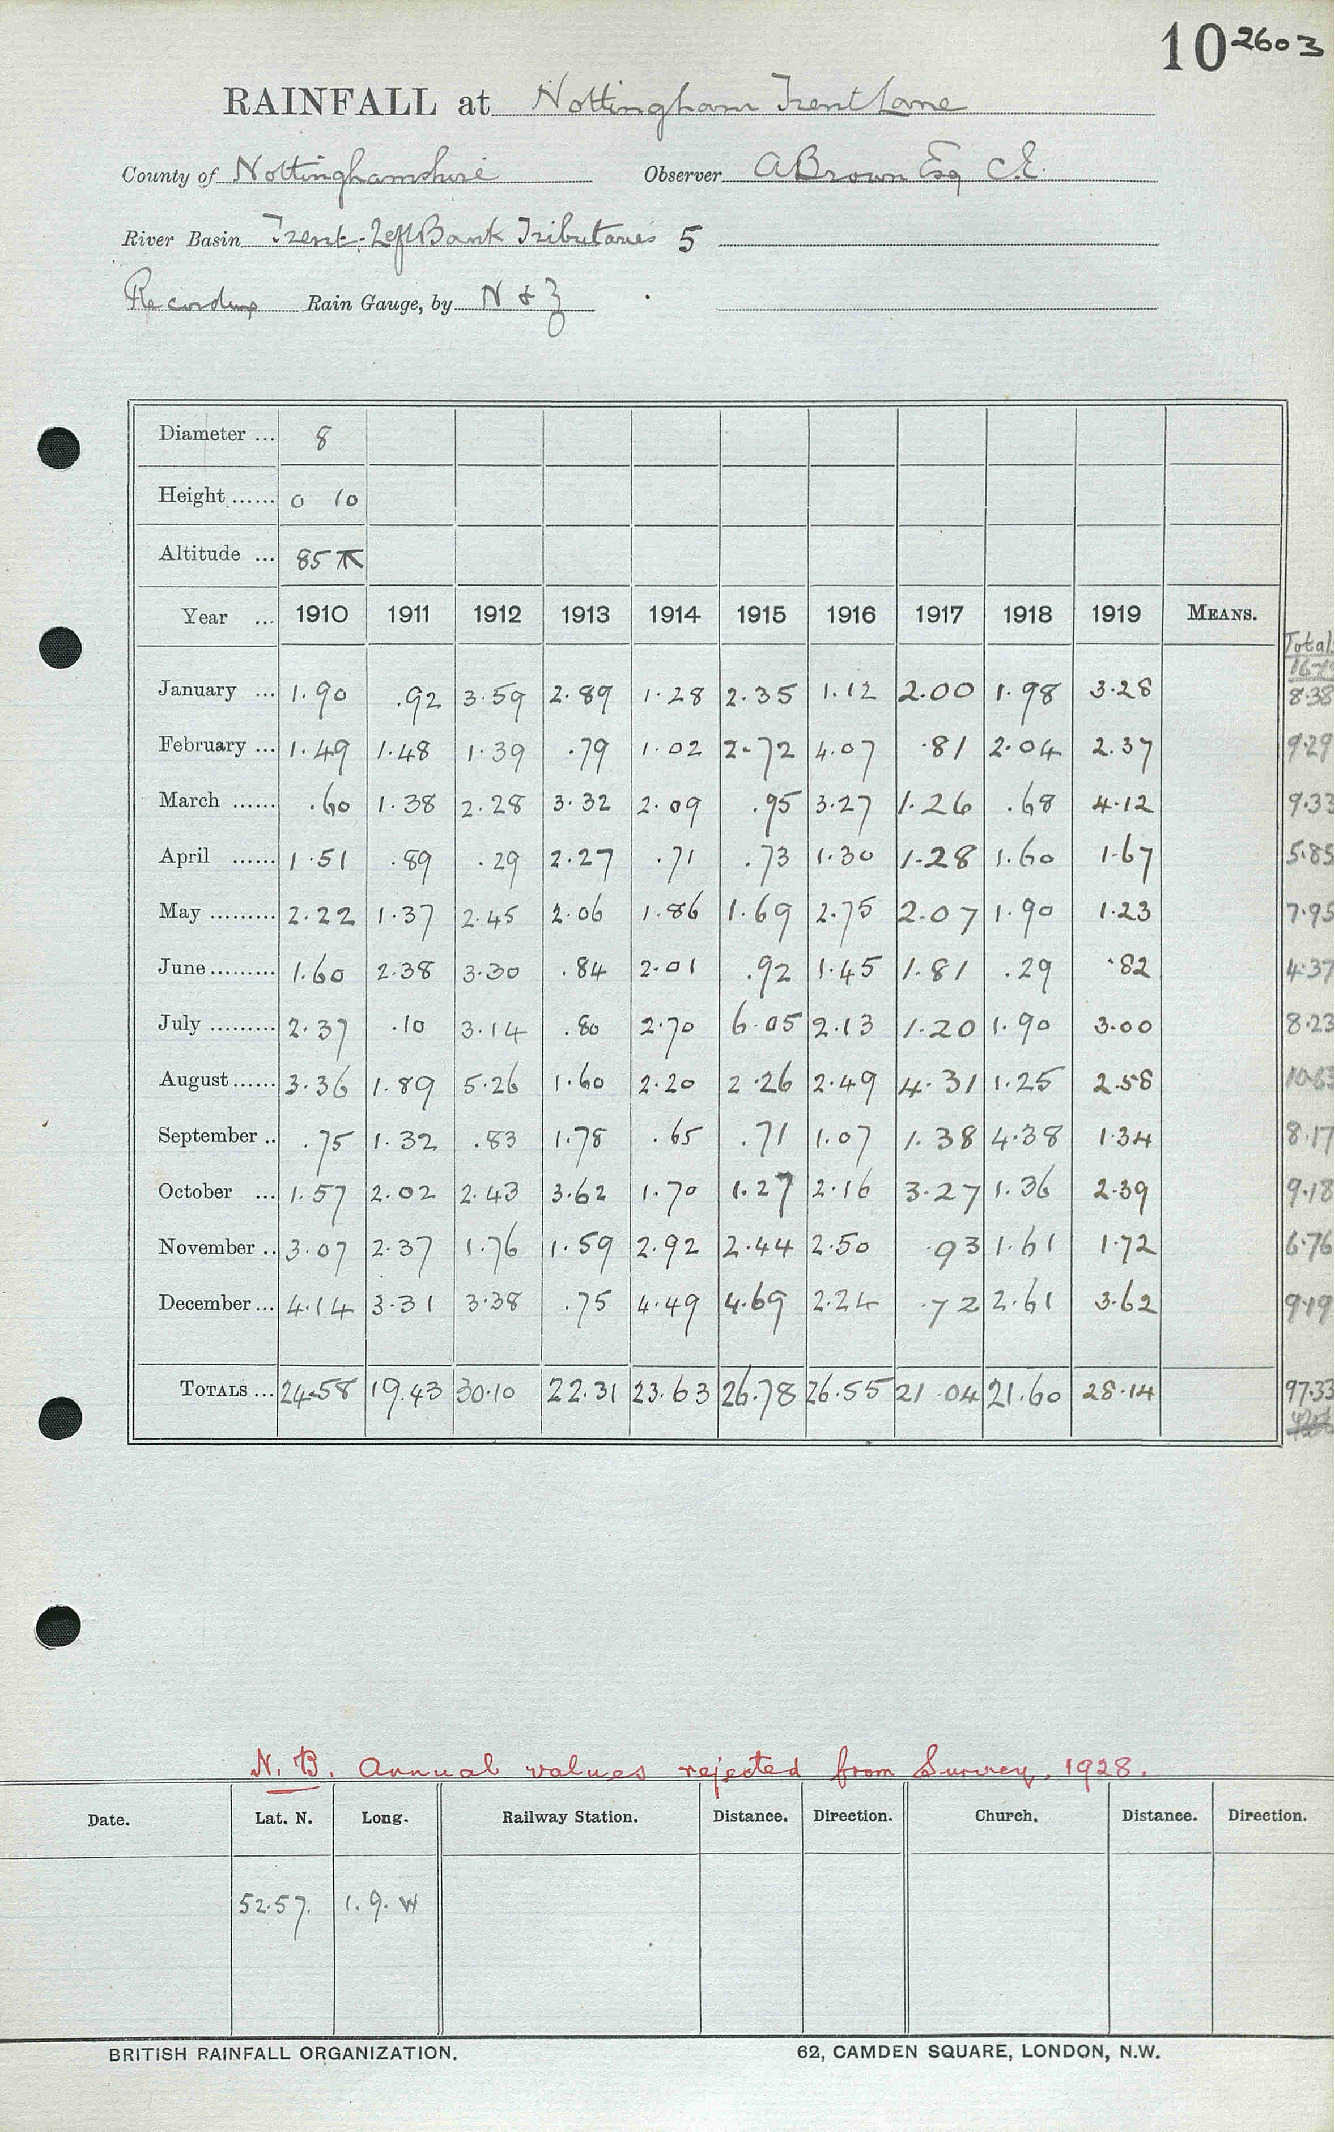 10 2603
RAINFALL at Nottingham Trent Lane
County of Nottinghamshire Observer A Brown Esq C.E.
River Basin Trent - Left Bank Tributaries 5
Recording Rain Gauge, by N & Z
Diameter ... 8
Height ...... 0 10
Altitude ... 85
Year ... 1910 1911 1912 1913 1914 1915 1916 1917 1918 1919 MEANS. Total
January ... 1.90 .92 3.59 2.89 1.28 2.35 1.12 2.00 1.98 3.28 8.38
February ... 1.49 1.48 1.39 .79 1.02 2.72 4.07 .81 2.04 2.37 9.29
March ...... .60 1.38 2.28 3.32 2.09 .95 3.27 1.26 .68 4.12 9.33
April ...... 1.51 .89 .29 2.27 .71 .73 1.30 1.28 1.60 1.67 5.85
May ......... 2.22 1.37 2.45 2.06 1.86 1.69 2.75 2.07 1.90 1.23 7.95
June ......... 1.60 2.38 3.30 .84 2.01 .92 1.45 1.81 .29 .82 4.37
July ......... 2.37 .10 3.14 .80 2.70 6.05 2.13 1.20 1.90 3.00 8.23
August ...... 3.36 1.89 5.26 1.60 2.20 2.26 2.49 4.31 1.25 2.58 10.63
September .. .75 1.32 .83 1.78 .65 .71 1.07 1.38 4.38 1.34 8.17
October ... 1.57 2.02 2.43 3.62 1.70 1.27 2.16 3.27 1.36 2.39 9.18
November .. 3.07 2.37 1.76 1.59 2.92 2.44 2.50 .93 1.61 1.72 6.76
December ... 4.14 3.31 3.38 .75 4.49 4.69 2.24 .72 2.61 3.62 9.19
TOTALS ... 24.58 19.43 30.10 22.31 23.63 26.78 26.55 21.04 21.60 28.14 97.33
N. B. Annual values rejected from Survey, 1928.
Date. Lat. N. Long. Railway Station. Distance. Direction. Church. Distance. Direction.
52.57. 1.9.W
BRITISH RAINFALL ORGANIZATION. 62, CAMDEN SQUARE, LONDON, N.W.